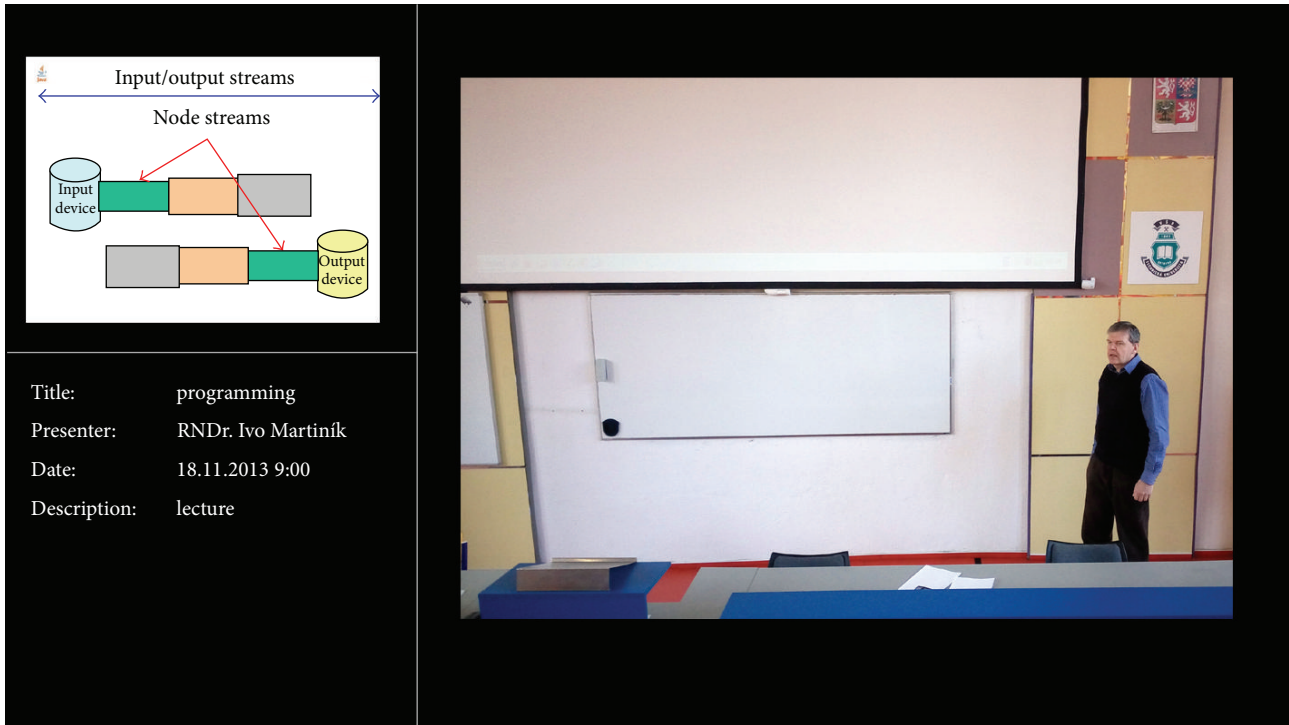 Input/output streams
Node streams
Input
device
Output
device
Title: programming
Presenter: RNDr. Ivo Martiník
Date: 18.11.2013 9:00
Description: lecture